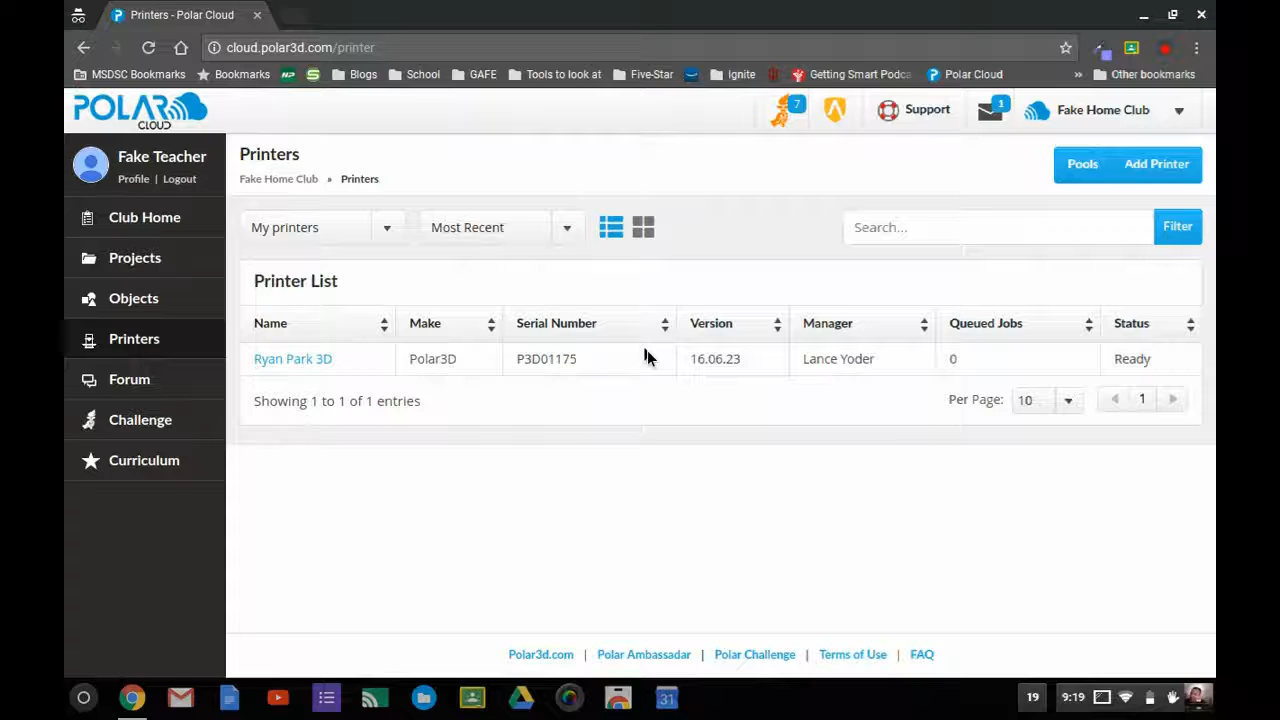 Printers - Polar Cloud
cloud.polar3d.com/printer
MSDSC Bookmarks Bookmarks NP S Blogs School GAFE Tools to look at Five-Star Ignite Getting Smart Podca Polar Cloud » Other bookmarks
POLAR CLOUD
7 Support 1 Fake Home Club
Fake Teacher
Profile | Logout
Club Home
Projects
Objects
Printers
Forum
Challenge
Curriculum
Printers
Fake Home Club » Printers
Pools Add Printer
My printers Most Recent Search... Filter
Printer List
Name Make Serial Number Version Manager Queued Jobs Status
Ryan Park 3D Polar3D P3D01175 16.06.23 Lance Yoder 0 Ready
Showing 1 to 1 of 1 entries Per Page: 10 1
Polar3d.com | Polar Ambassador | Polar Challenge | Terms of Use | FAQ
31 19 9:19